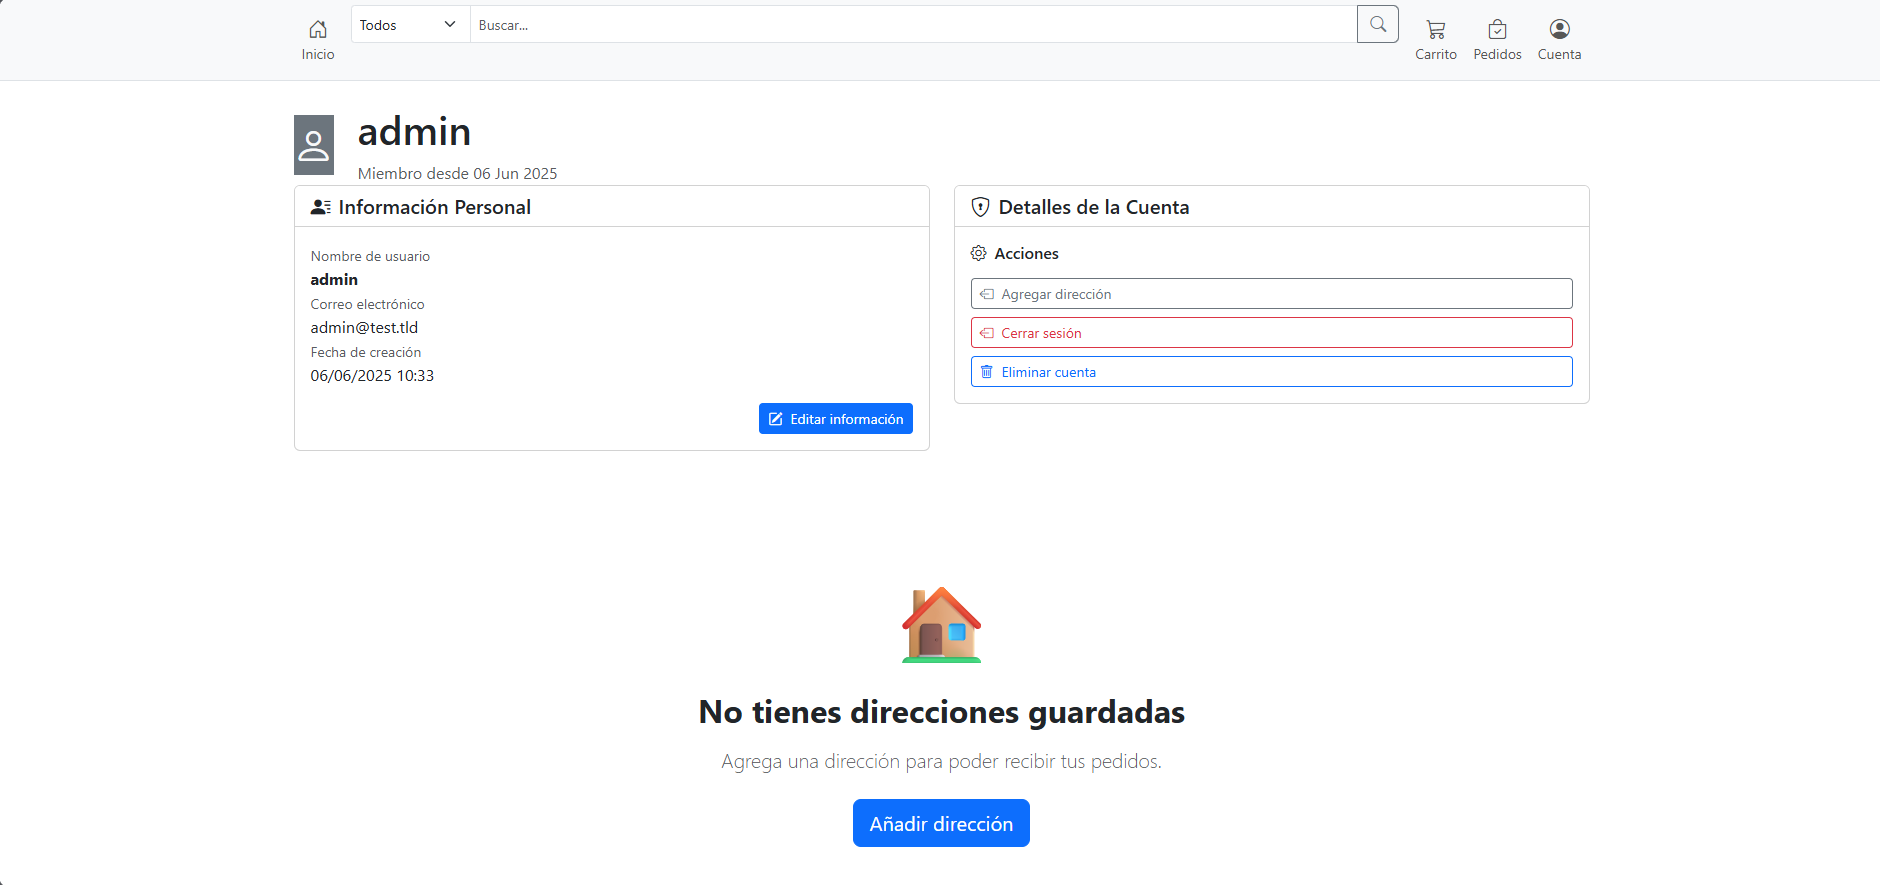 Inicio
Todos
Buscar...
Carrito
Pedidos
Cuenta
admin
Miembro desde 06 Jun 2025
Información Personal
Nombre de usuario
admin
Correo electrónico
admin@test.tld
Fecha de creación
06/06/2025 10:33
Editar información
Detalles de la Cuenta
Acciones
Agregar dirección
Cerrar sesión
Eliminar cuenta
No tienes direcciones guardadas
Agrega una dirección para poder recibir tus pedidos.
Añadir dirección